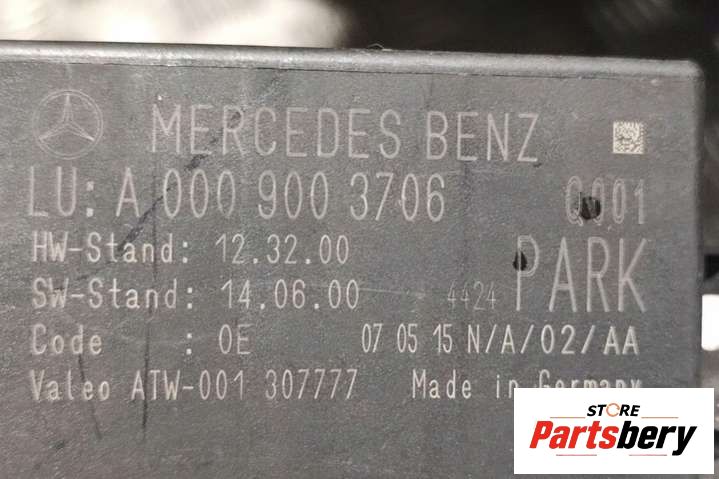 MERCEDES BENZ
LU: A 000 900 3706 Q001
HW-Stand: 12.32.00
SW-Stand: 14.06.00 4424 PARK
Code : 0E 07 05 15 N/A/02/AA
Valeo ATW-001 307777 Made in Germany
STORE
Partsbery